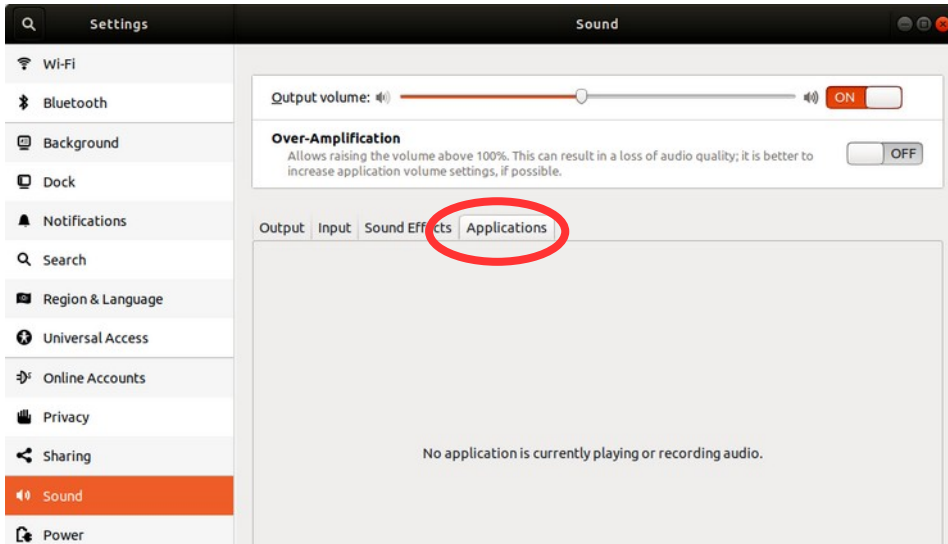 Settings
Sound
Wi-Fi
Bluetooth
Background
Dock
Notifications
Search
Region & Language
Universal Access
Online Accounts
Privacy
Sharing
Sound
Power
Output volume:
ON
Over-Amplification
Allows raising the volume above 100%. This can result in a loss of audio quality; it is better to
increase application volume settings, if possible.
OFF
Output Input Sound Effects Applications
No application is currently playing or recording audio.